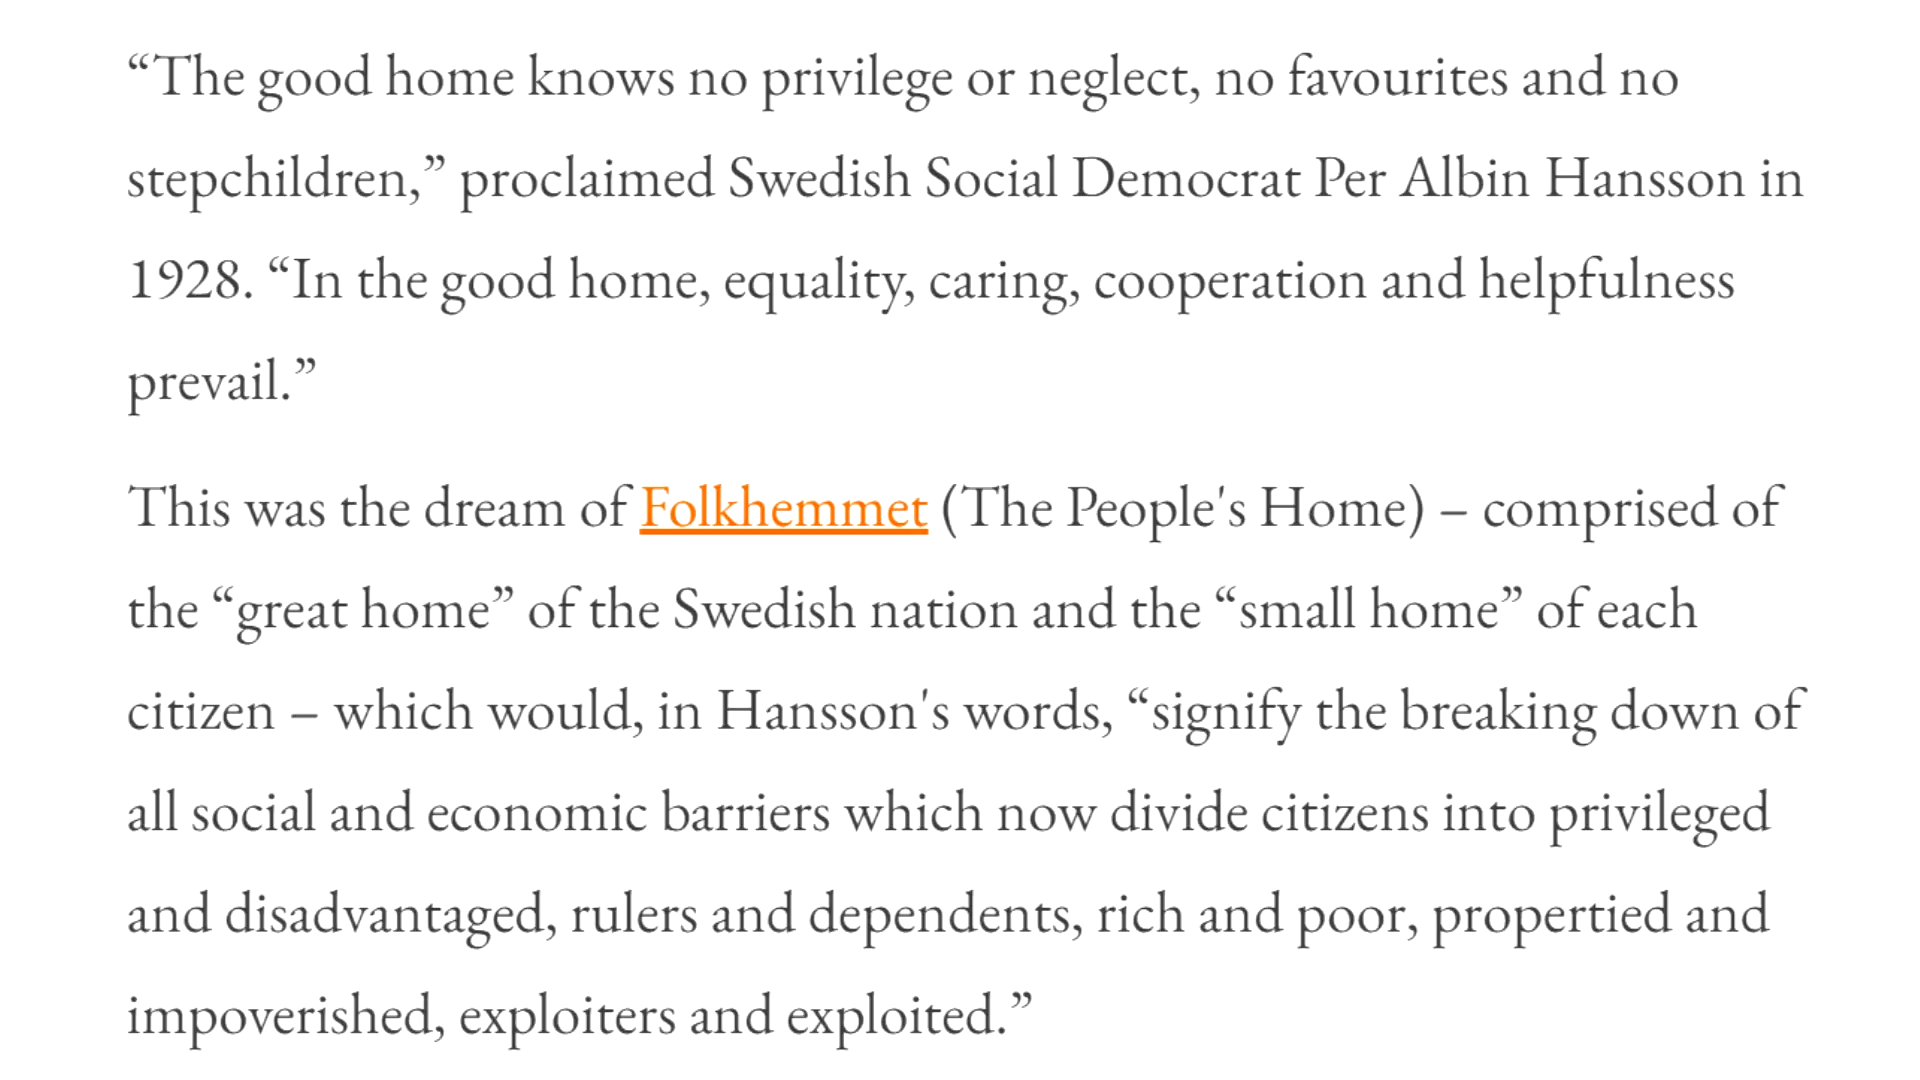 “The good home knows no privilege or neglect, no favourites and no
stepchildren,” proclaimed Swedish Social Democrat Per Albin Hansson in
1928. “In the good home, equality, caring, cooperation and helpfulness
prevail.”
This was the dream of Folkhemmet (The People's Home) – comprised of
the “great home” of the Swedish nation and the “small home” of each
citizen – which would, in Hansson's words, “signify the breaking down of
all social and economic barriers which now divide citizens into privileged
and disadvantaged, rulers and dependents, rich and poor, propertied and
impoverished, exploiters and exploited.”